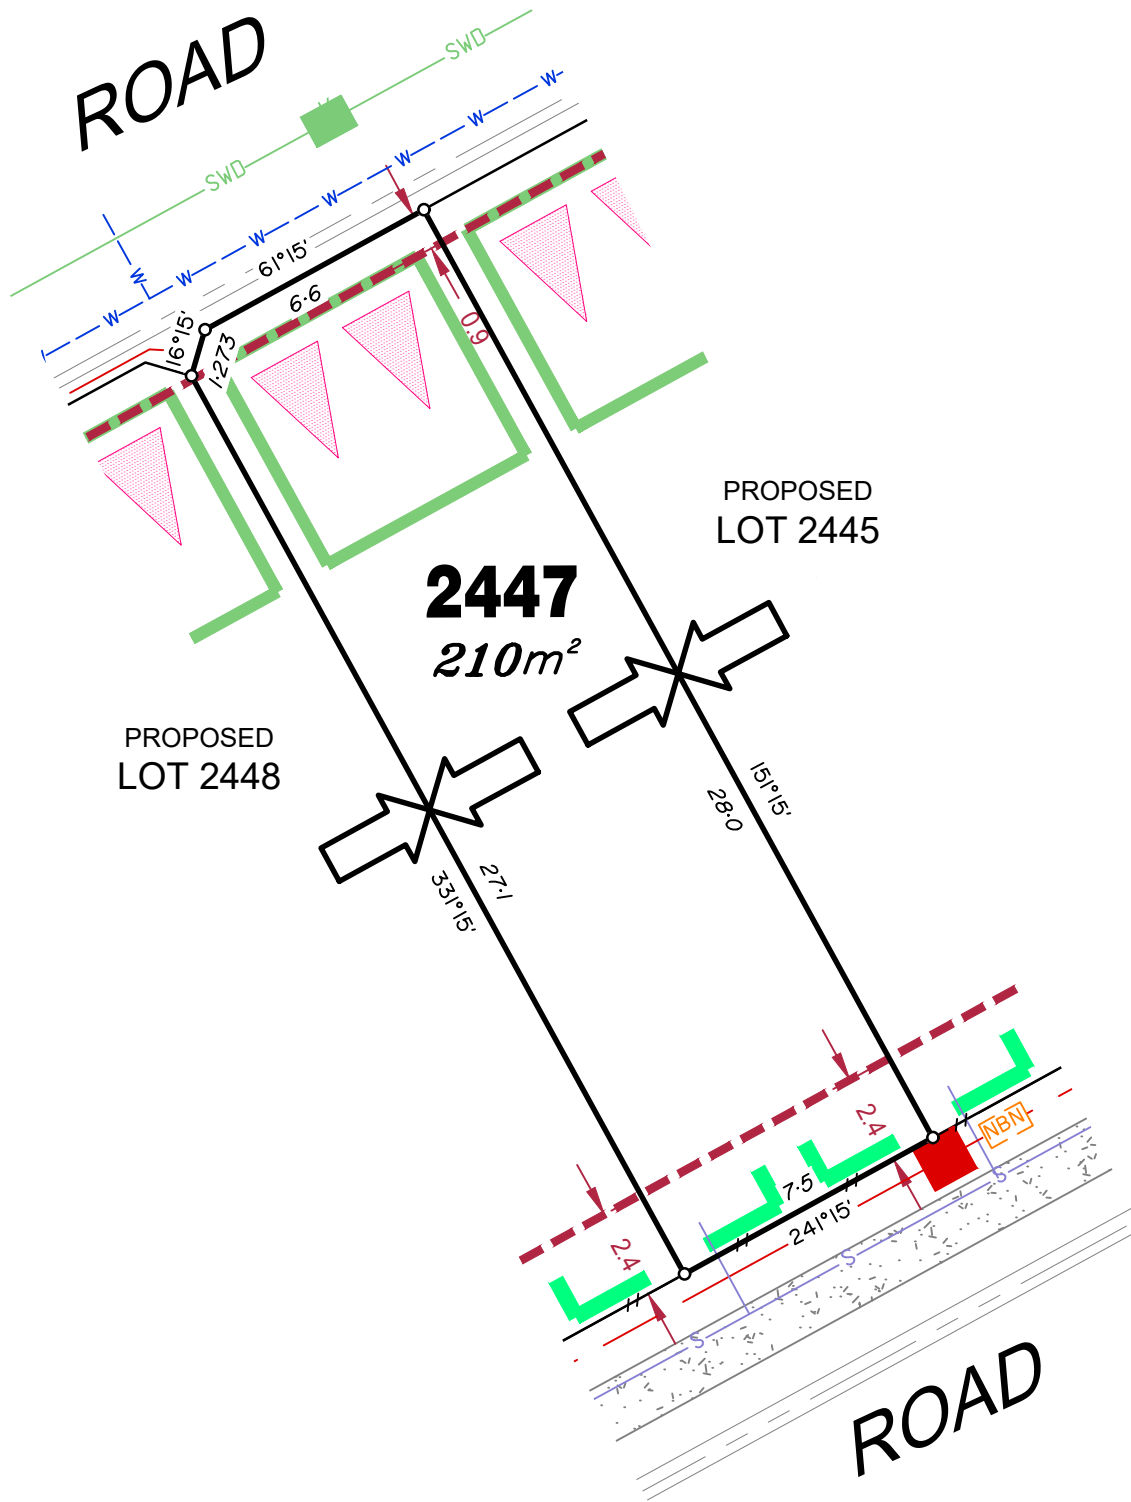 ROAD
SWD
SWD
W
W
W
W
W
W
W
W
61°15'
6·6
16°15'
1·273
0.9
PROPOSED
LOT 2445
2447
210m²
PROPOSED
LOT 2448
151°15'
28·0
27·1
331°15'
2.4
2.4
NBN
7·5
241°15'
S
S
S
ROAD